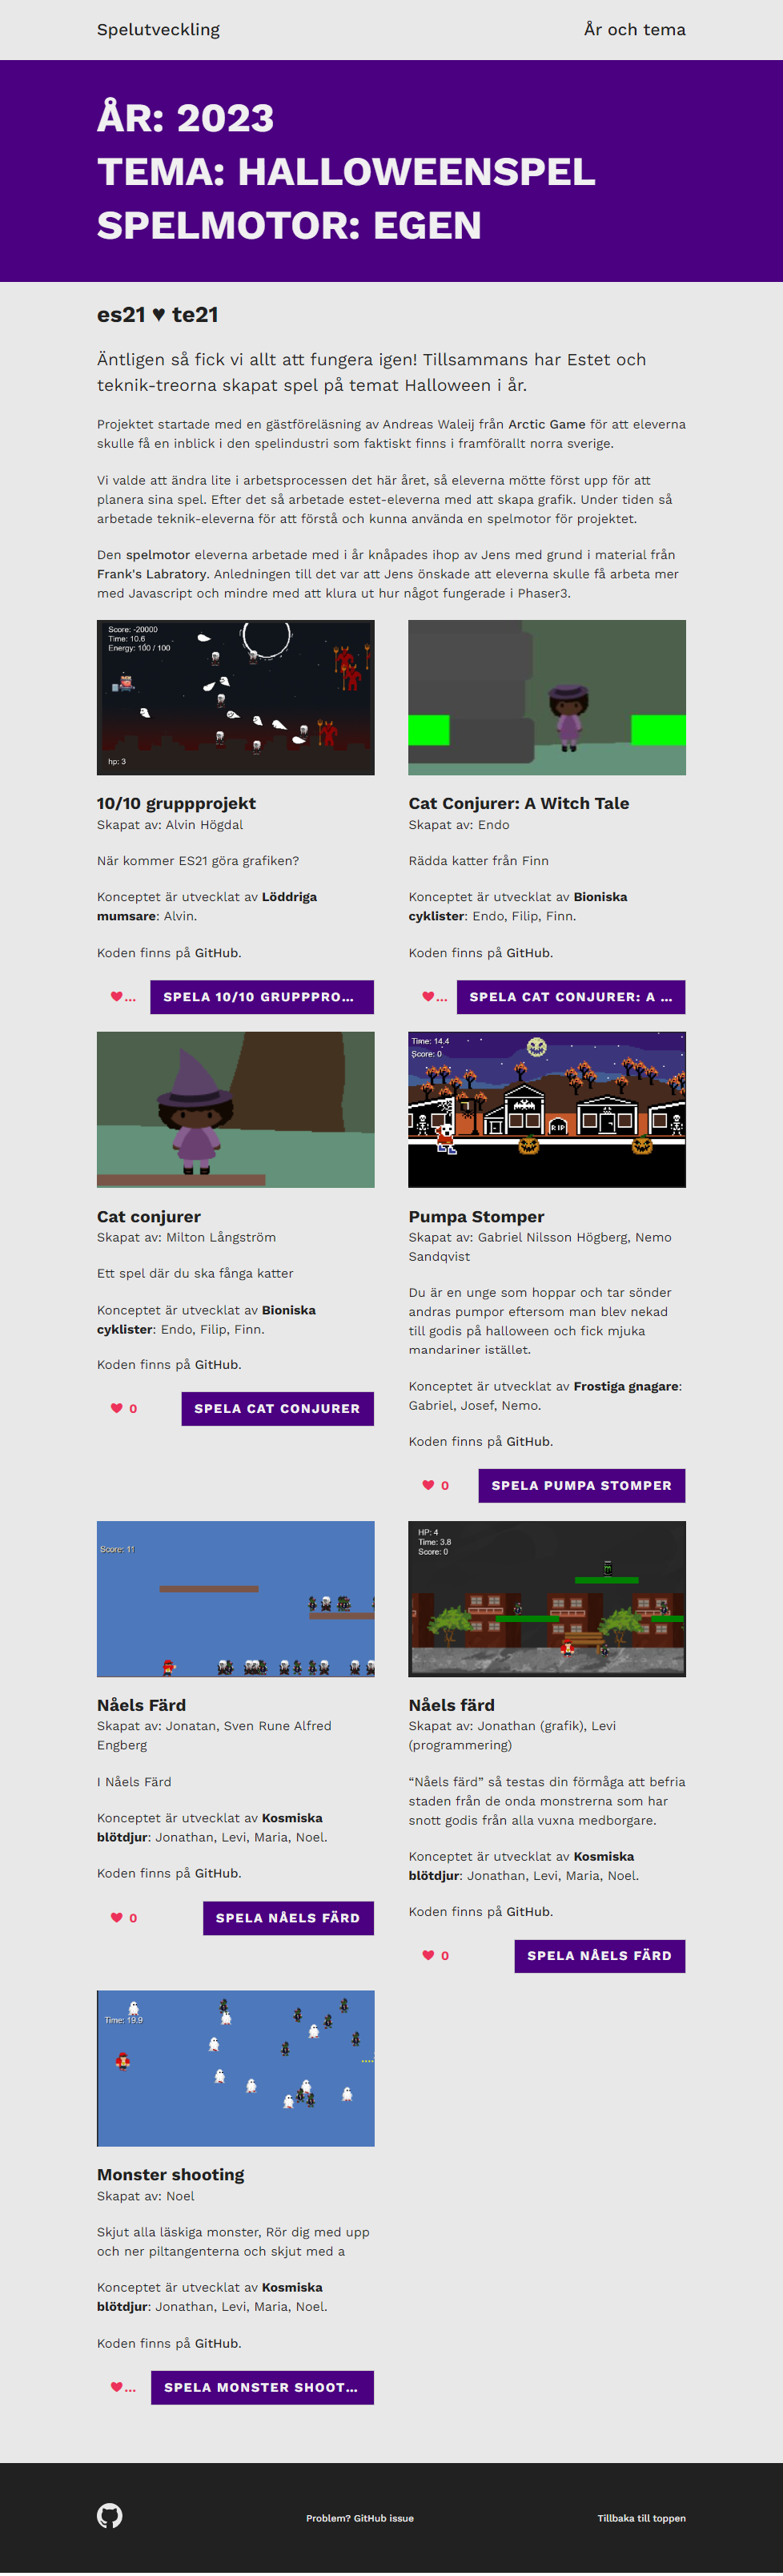 Spelutveckling
År och tema
ÅR: 2023
TEMA: HALLOWEENSPEL
SPELMOTOR: EGEN
es21 ♥ te21
Äntligen så fick vi allt att fungera igen! Tillsammans har Estet och
teknik-treorna skapat spel på temat Halloween i år.
Projektet startade med en gästföreläsning av Andreas Waleij från Arctic Game för att eleverna
skulle få en inblick i den spelindustri som faktiskt finns i framförallt norra sverige.
Vi valde att ändra lite i arbetsprocessen det här året, så eleverna mötte först upp för att
planera sina spel. Efter det så arbetade estet-eleverna med att skapa grafik. Under tiden så
arbetade teknik-eleverna för att förstå och kunna använda en spelmotor för projektet.
Den spelmotor eleverna arbetade med i år knåpades ihop av Jens med grund i material från
Frank's Labratory. Anledningen till det var att Jens önskade att eleverna skulle få arbeta mer
med Javascript och mindre med att klura ut hur något fungerade i Phaser3.
Score: -20000
Time: 10.6
Energy: 100 / 100
hp: 3
10/10 gruppprojekt
Skapat av: Alvin Högdal
När kommer ES21 göra grafiken?
Konceptet är utvecklat av Löddriga
mumsare: Alvin.
Koden finns på GitHub.
♥...
SPELA 10/10 GRUPPPRO...
Cat Conjurer: A Witch Tale
Skapat av: Endo
Rädda katter från Finn
Konceptet är utvecklat av Bioniska
cyklister: Endo, Filip, Finn.
Koden finns på GitHub.
♥...
SPELA CAT CONJURER: A ...
Cat conjurer
Skapat av: Milton Långström
Ett spel där du ska fånga katter
Konceptet är utvecklat av Bioniska
cyklister: Endo, Filip, Finn.
Koden finns på GitHub.
♥ 0
SPELA CAT CONJURER
Time: 14.4
Score: 0
RIP
Pumpa Stomper
Skapat av: Gabriel Nilsson Högberg, Nemo
Sandqvist
Du är en unge som hoppar och tar sönder
andras pumpor eftersom man blev nekad
till godis på halloween och fick mjuka
mandariner istället.
Konceptet är utvecklat av Frostiga gnagare:
Gabriel, Josef, Nemo.
Koden finns på GitHub.
♥ 0
SPELA PUMPA STOMPER
Score: 11
Nåels Färd
Skapat av: Jonatan, Sven Rune Alfred
Engberg
I Nåels Färd
Konceptet är utvecklat av Kosmiska
blötdjur: Jonathan, Levi, Maria, Noel.
Koden finns på GitHub.
♥ 0
SPELA NÅELS FÄRD
HP: 4
Time: 3.8
Score: 0
Nåels färd
Skapat av: Jonathan (grafik), Levi
(programmering)
“Nåels färd” så testas din förmåga att befria
staden från de onda monstrerna som har
snott godis från alla vuxna medborgare.
Konceptet är utvecklat av Kosmiska
blötdjur: Jonathan, Levi, Maria, Noel.
Koden finns på GitHub.
♥ 0
SPELA NÅELS FÄRD
Time: 19.9
Monster shooting
Skapat av: Noel
Skjut alla läskiga monster, Rör dig med upp
och ner piltangenterna och skjut med a
Konceptet är utvecklat av Kosmiska
blötdjur: Jonathan, Levi, Maria, Noel.
Koden finns på GitHub.
♥...
SPELA MONSTER SHOOT...
Problem? GitHub issue
Tillbaka till toppen